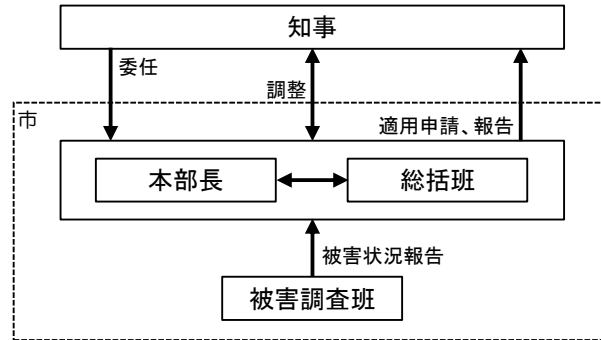 知事
委任
調整
適用申請、報告
市
本部長
総括班
被害状況報告
被害調査班